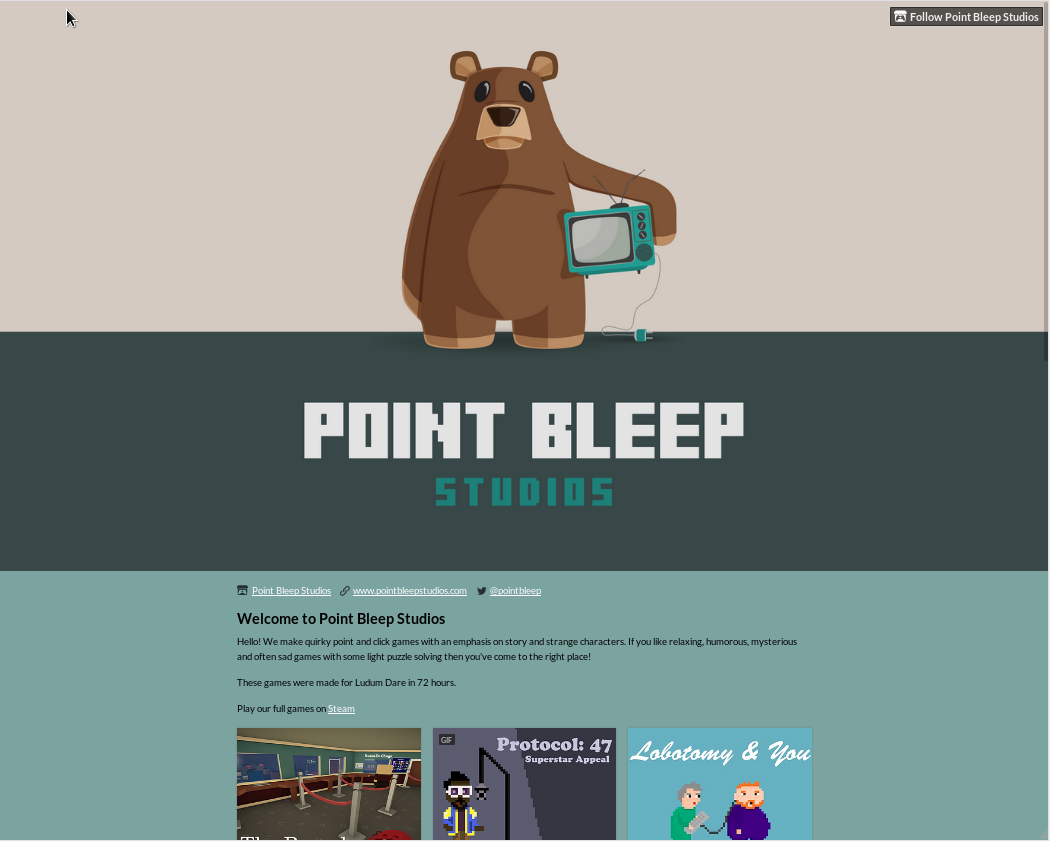 Follow Point Bleep Studios
POINT BLEEP
STUDIOS
Point Bleep Studios www.pointbleepstudios.com @pointbleep
Welcome to Point Bleep Studios
Hello! We make quirky point and click games with an emphasis on story and strange characters. If you like relaxing, humorous, mysterious
and often sad games with some light puzzle solving then you've come to the right place!
These games were made for Ludum Dare in 72 hours.
Play our full games on Steam
GIF
Protocol: 47
Superstar Appeal
Lobotomy & You